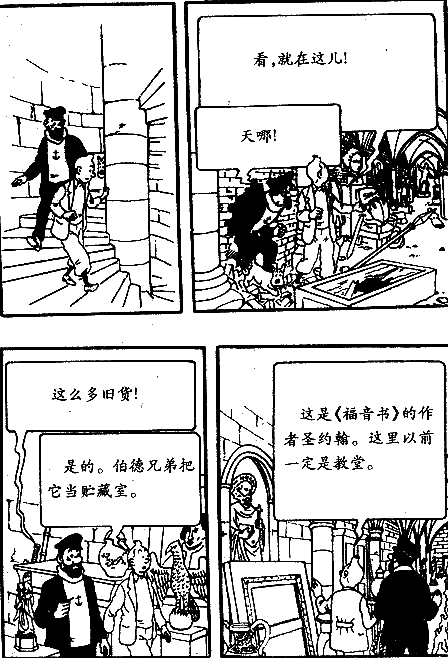 看,就在这儿!
天哪!
这么多旧货!
是的。伯德兄弟把
它当贮藏室。
这是《福音书》的作
者圣约翰。这里以前
一定是教堂。